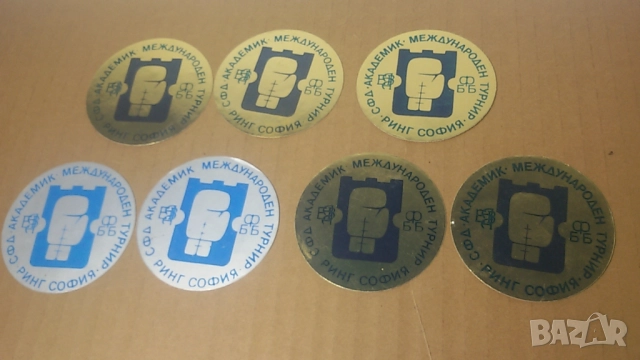 СФД АКАДЕМИК · МЕЖДУНАРОДЕН ТУРНИР ·
РИНГ СОФИЯ ·
ФББ
СФД АКАДЕМИК · МЕЖДУНАРОДЕН ТУРНИР ·
РИНГ СОФИЯ ·
ФББ
СФД · АКАДЕМИК · МЕЖДУНАРОДЕН ТУРНИР ·
РИНГ СОФИЯ ·
ФББ
СФД АКАДЕМИК МЕЖДУНАРОДЕН ТУРНИР ·
РИНГ СОФИЯ ·
ФББ
СФД АКАДЕМИК МЕЖДУНАРОДЕН ТУРНИР ·
РИНГ СОФИЯ ·
ФББ
СФД АКАДЕМИК МЕЖДУНАРОДЕН ТУРНИР ·
РИНГ СОФИЯ ·
ФББ
СФД АКАДЕМИК МЕЖДУНАРОДЕН ТУРНИР ·
РИНГ СОФИЯ ·
ФББ
BAZAR